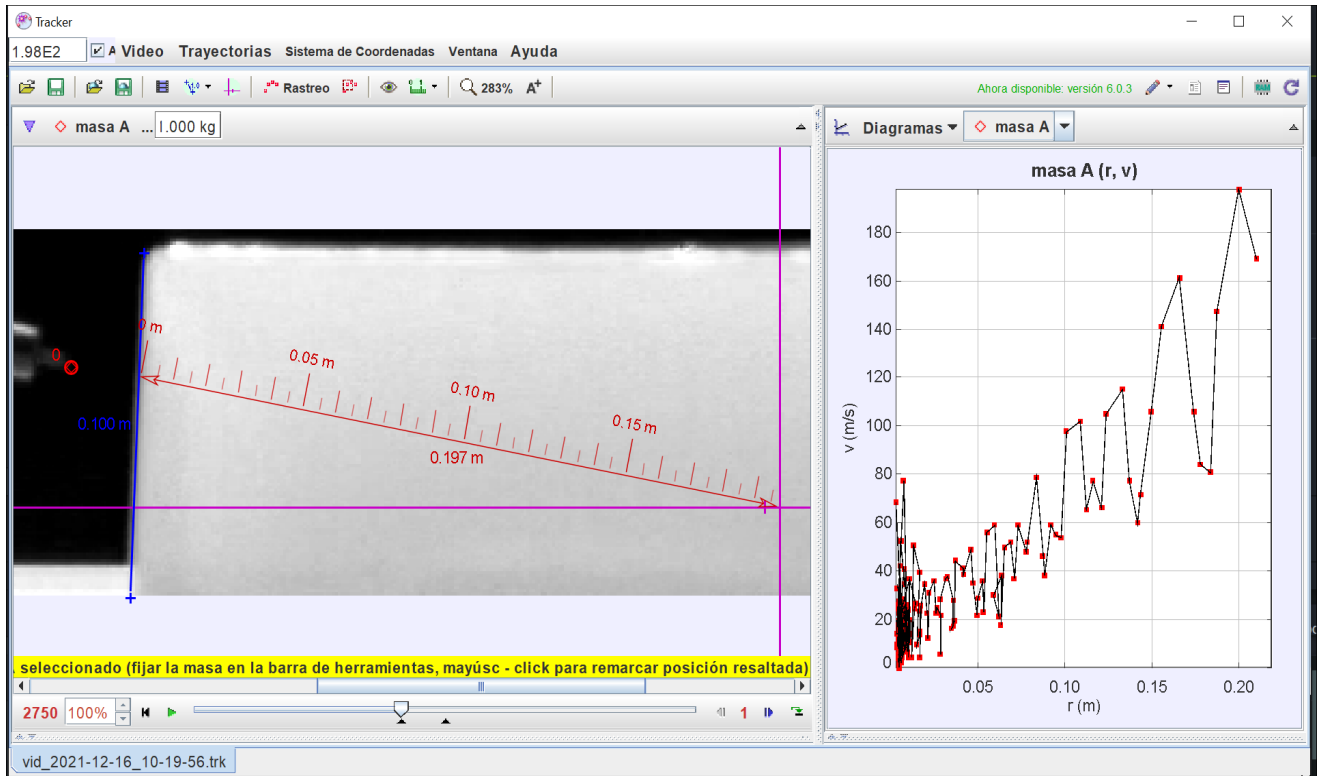 Tracker
1.98E2 A Video Trayectorias Sistema de Coordenadas Ventana Ayuda
Rastreo 283% A+ Ahora disponible: versión 6.0.3
masa A ... 1.000 kg
Diagramas masa A
masa A (r, v)
0 m
0.05 m
0.10 m
0.15 m
0.197 m
0
0.100 m
180
160
140
120
100
80
60
40
20
0
v (m/s)
0.05 0.10 0.15 0.20
r (m)
seleccionado (fijar la masa en la barra de herramientas, mayúsc - click para remarcar posición resaltada)
2750 100% 1
vid_2021-12-16_10-19-56.trk